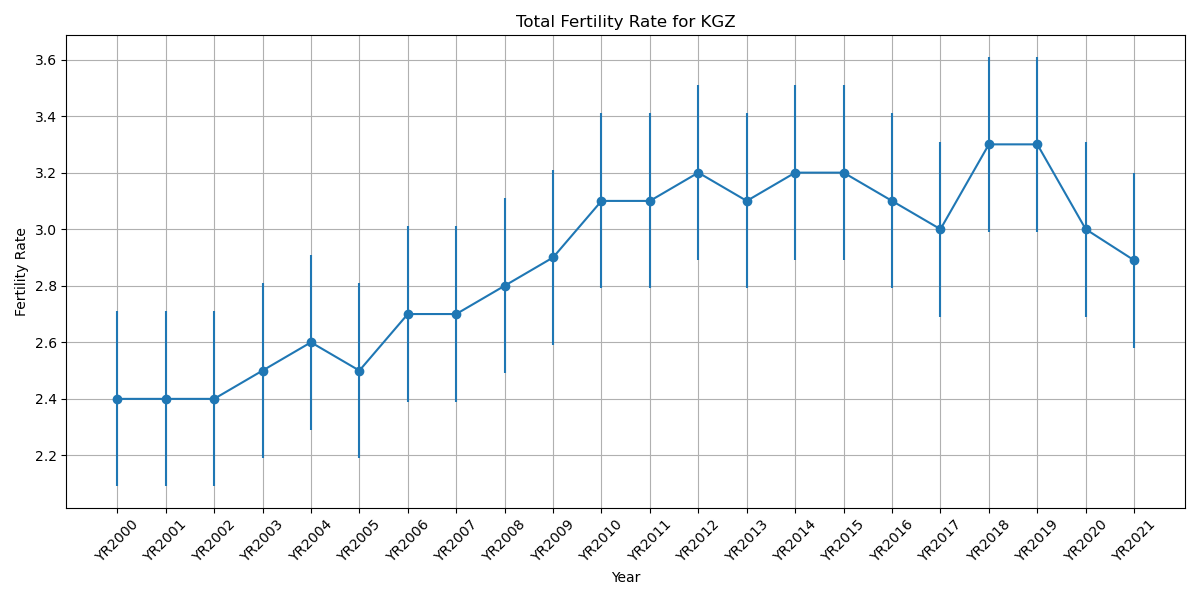 Total Fertility Rate for KGZ
Fertility Rate
3.6
3.4
3.2
3.0
2.8
2.6
2.4
2.2
YR2000
YR2001
YR2002
YR2003
YR2004
YR2005
YR2006
YR2007
YR2008
YR2009
YR2010
YR2011
YR2012
YR2013
YR2014
YR2015
YR2016
YR2017
YR2018
YR2019
YR2020
YR2021
Year